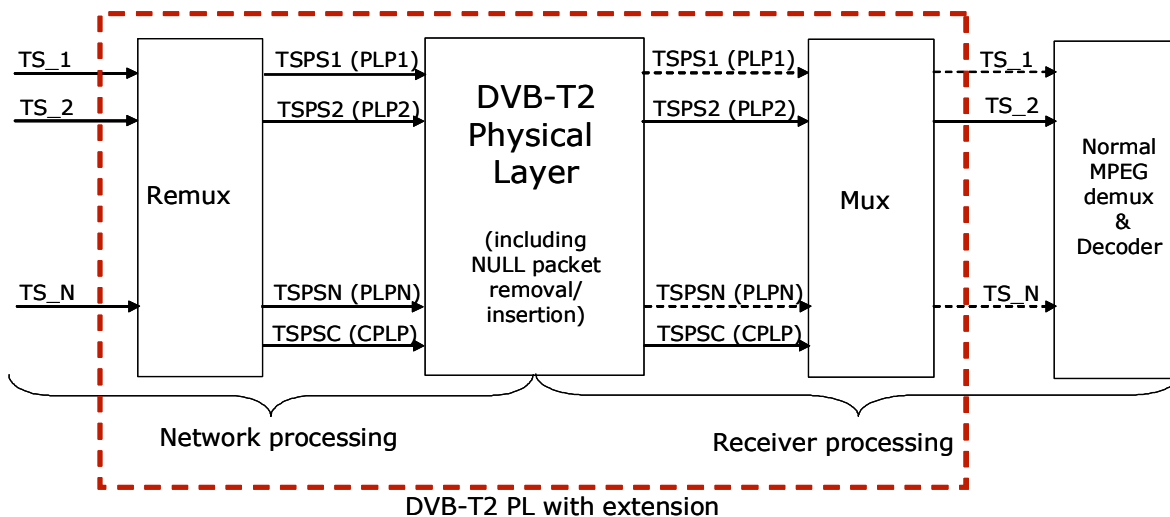 TS_1
TS_2
TS_N
Remux
TSPS1 (PLP1)
TSPS2 (PLP2)
TSPSN (PLPN)
TSPSC (CPLP)
DVB-T2
Physical
Layer
(including
NULL packet
removal/
insertion)
TSPS1 (PLP1)
TSPS2 (PLP2)
TSPSN (PLPN)
TSPSC (CPLP)
Mux
TS_1
TS_2
TS_N
Normal
MPEG
demux
&
Decoder
Network processing
Receiver processing
DVB-T2 PL with extension